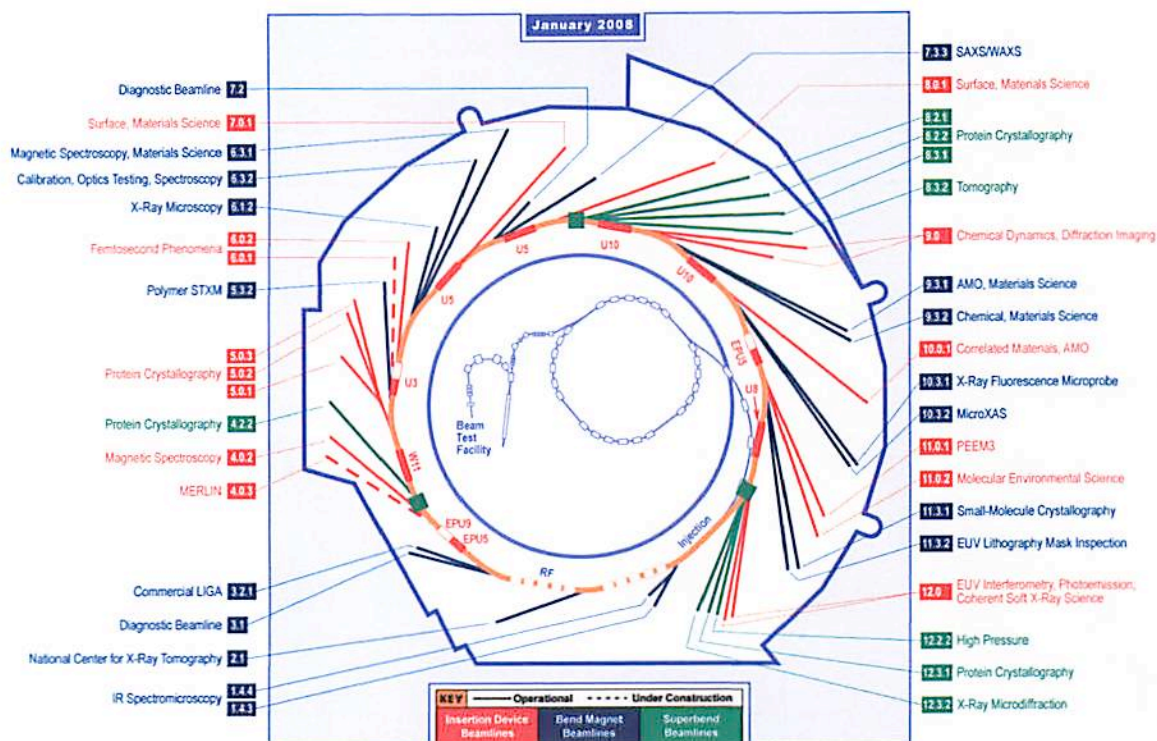 January 2008
Diagnostic Beamline 7.2
Surface, Materials Science 7.0.1
Magnetic Spectroscopy, Materials Science 6.3.1
Calibration, Optics Testing, Spectroscopy 6.3.2
X-Ray Microscopy 6.1.2
Femtosecond Phenomena 6.0.2
6.0.1
Polymer STXM 5.3.2
5.0.3
Protein Crystallography 5.0.2
5.0.1
Protein Crystallography 4.2.2
Magnetic Spectroscopy 4.0.2
MERLIN 4.0.3
Commercial LIGA 3.2.1
Diagnostic Beamline 3.1
National Center for X-Ray Tomography 2.1
IR Spectromicroscopy 1.4.4
1.4.3
7.3.3 SAXS/WAXS
8.0.1 Surface, Materials Science
8.2.1
8.2.2 Protein Crystallography
8.3.1
8.3.2 Tomography
9.0 Chemical Dynamics, Diffraction Imaging
9.3.1 AMO, Materials Science
9.3.2 Chemical, Materials Science
10.0.1 Correlated Materials, AMO
10.3.1 X-Ray Fluorescence Microprobe
10.3.2 MicroXAS
11.0.1 PEEM3
11.0.2 Molecular Environmental Science
11.3.1 Small-Molecule Crystallography
11.3.2 EUV Lithography Mask Inspection
12.0 EUV Interferometry, Photoemission,
Coherent Soft X-Ray Science
12.2.2 High Pressure
12.3.1 Protein Crystallography
12.3.2 X-Ray Microdiffraction
U5
U10
U5
U10
EPU5
U3
U8
W11
EPU9
EPU5
RF
Injection
Beam
Test
Facility
KEY Operational Under Construction
Insertion Device
Beamlines
Bend Magnet
Beamlines
Superbend
Beamlines